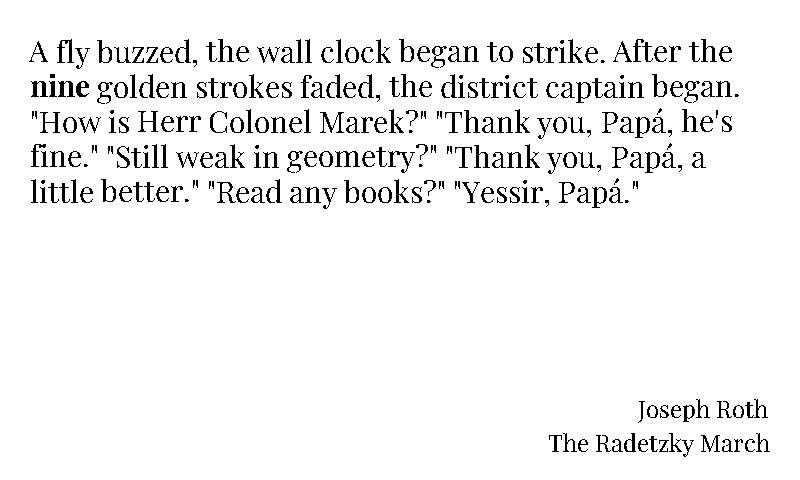 A fly buzzed, the wall clock began to strike. After the
nine golden strokes faded, the district captain began.
"How is Herr Colonel Marek?" "Thank you, Papá, he's
fine." "Still weak in geometry?" "Thank you, Papá, a
little better." "Read any books?" "Yessir, Papá."
Joseph Roth
The Radetzky March